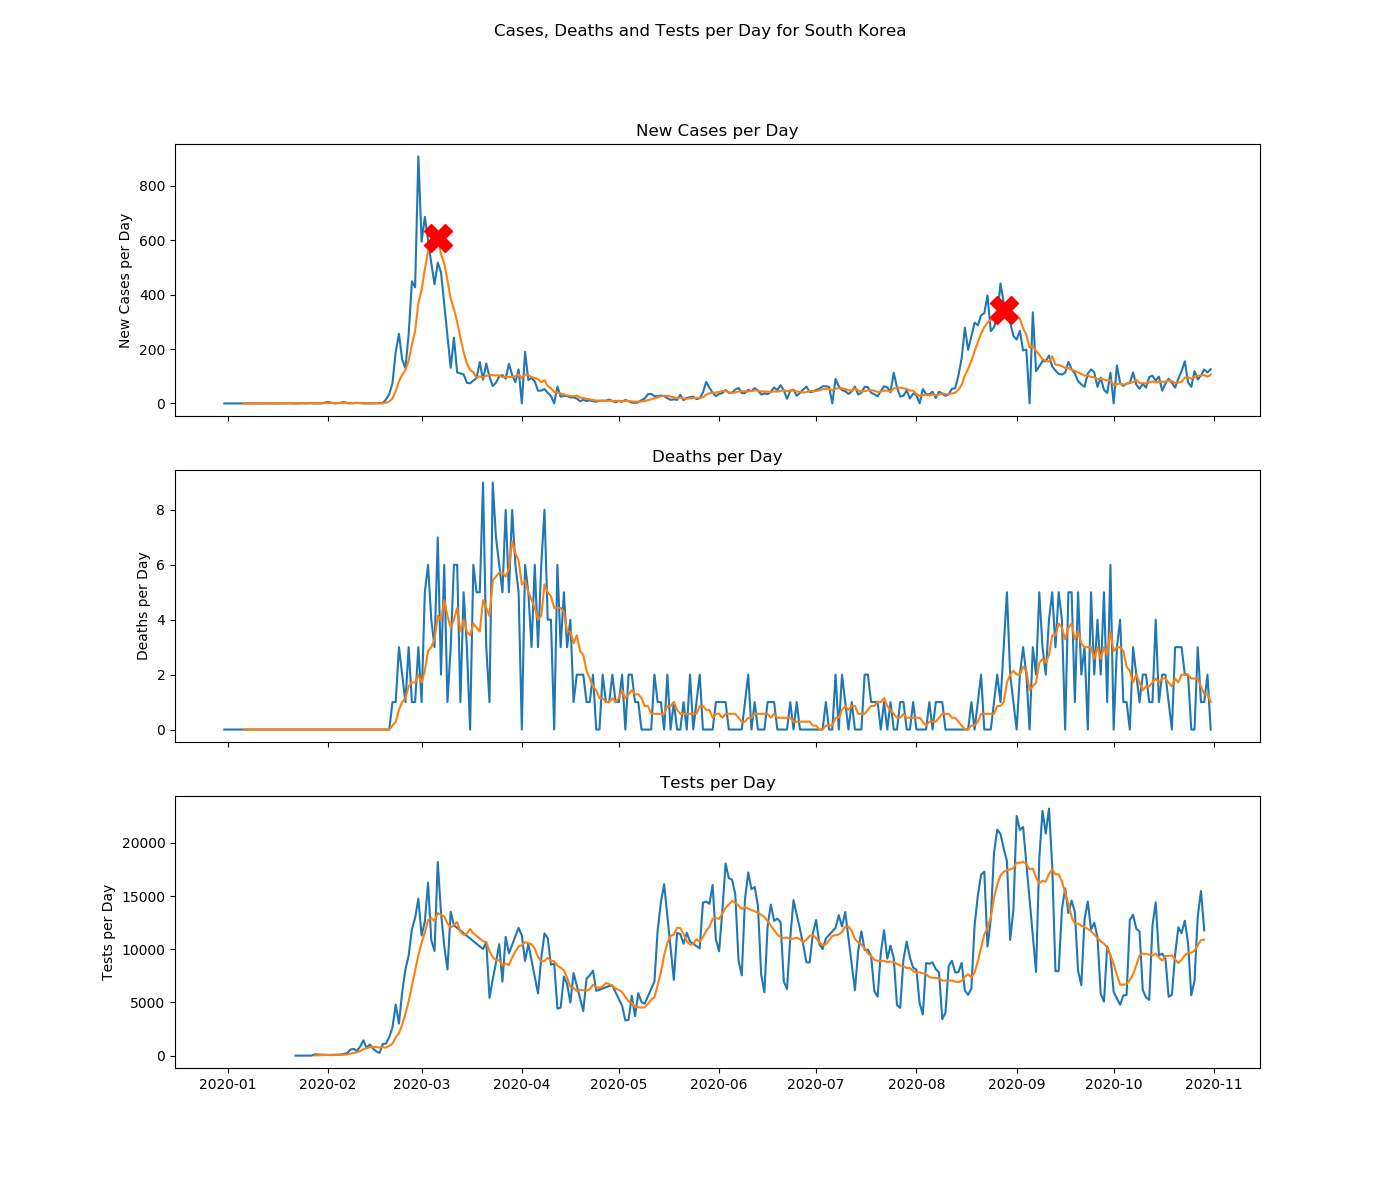 Cases, Deaths and Tests per Day for South Korea
New Cases per Day
New Cases per Day
800
600
400
200
0
Deaths per Day
Deaths per Day
8
6
4
2
0
Tests per Day
Tests per Day
20000
15000
10000
5000
0
2020-01 2020-02 2020-03 2020-04 2020-05 2020-06 2020-07 2020-08 2020-09 2020-10 2020-11